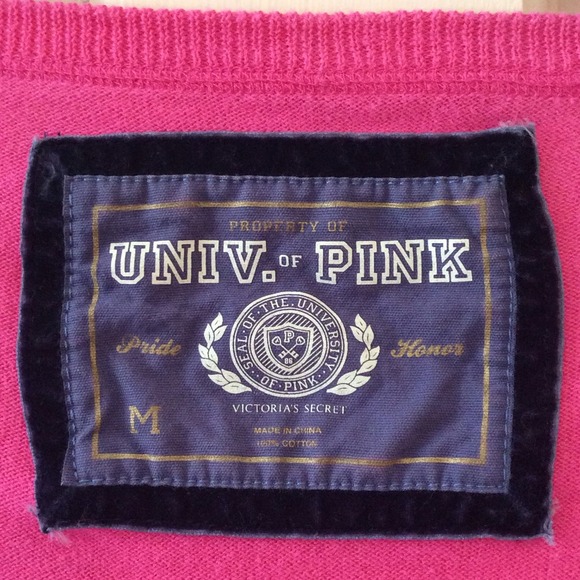 PROPERTY OF
UNIV. OF PINK
SEAL · OF · THE · UNIVERSITY · OF · PINK
P
86
Pride
Honor
VICTORIA'S SECRET
M
MADE IN CHINA
100% COTTON